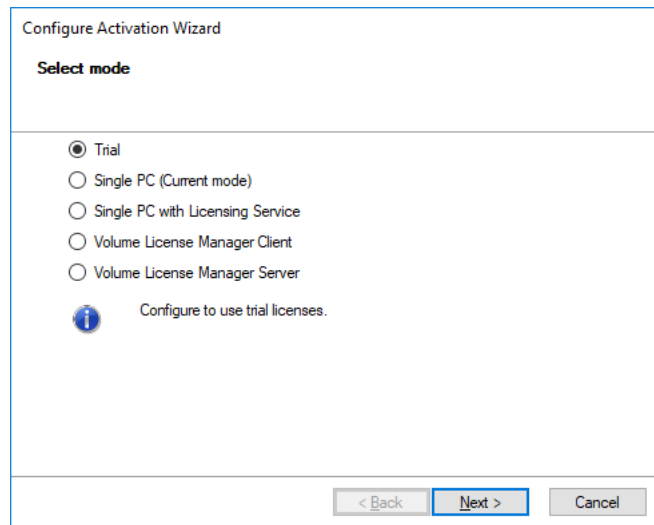 Configure Activation Wizard
Select mode
Trial
Single PC (Current mode)
Single PC with Licensing Service
Volume License Manager Client
Volume License Manager Server
Configure to use trial licenses.
< Back Next > Cancel